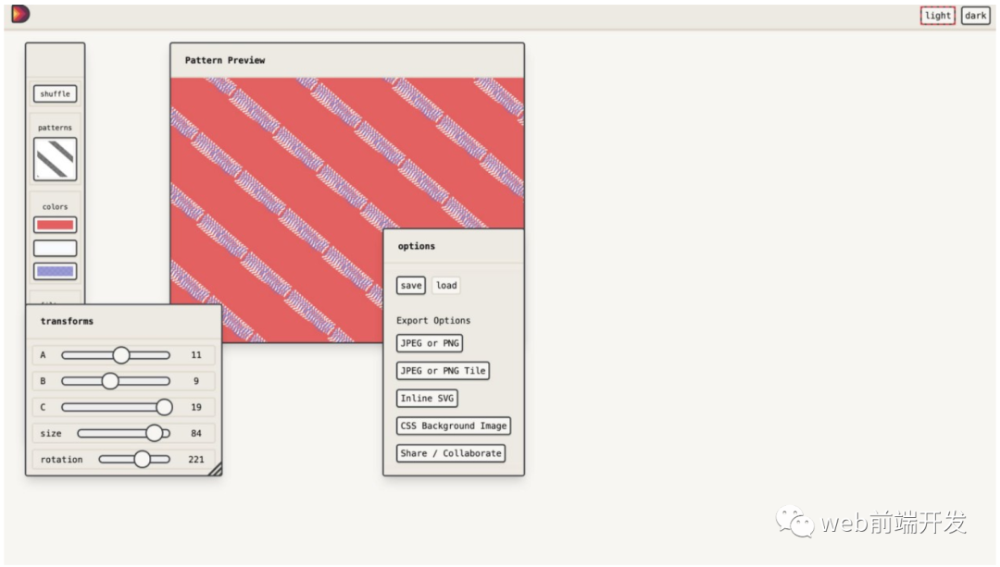 light dark
Pattern Preview
shuffle
patterns
colors
options
save load
Export Options
JPEG or PNG
JPEG or PNG Tile
Inline SVG
CSS Background Image
Share / Collaborate
transforms
A 11
B 9
C 19
size 84
rotation 221
web前端开发